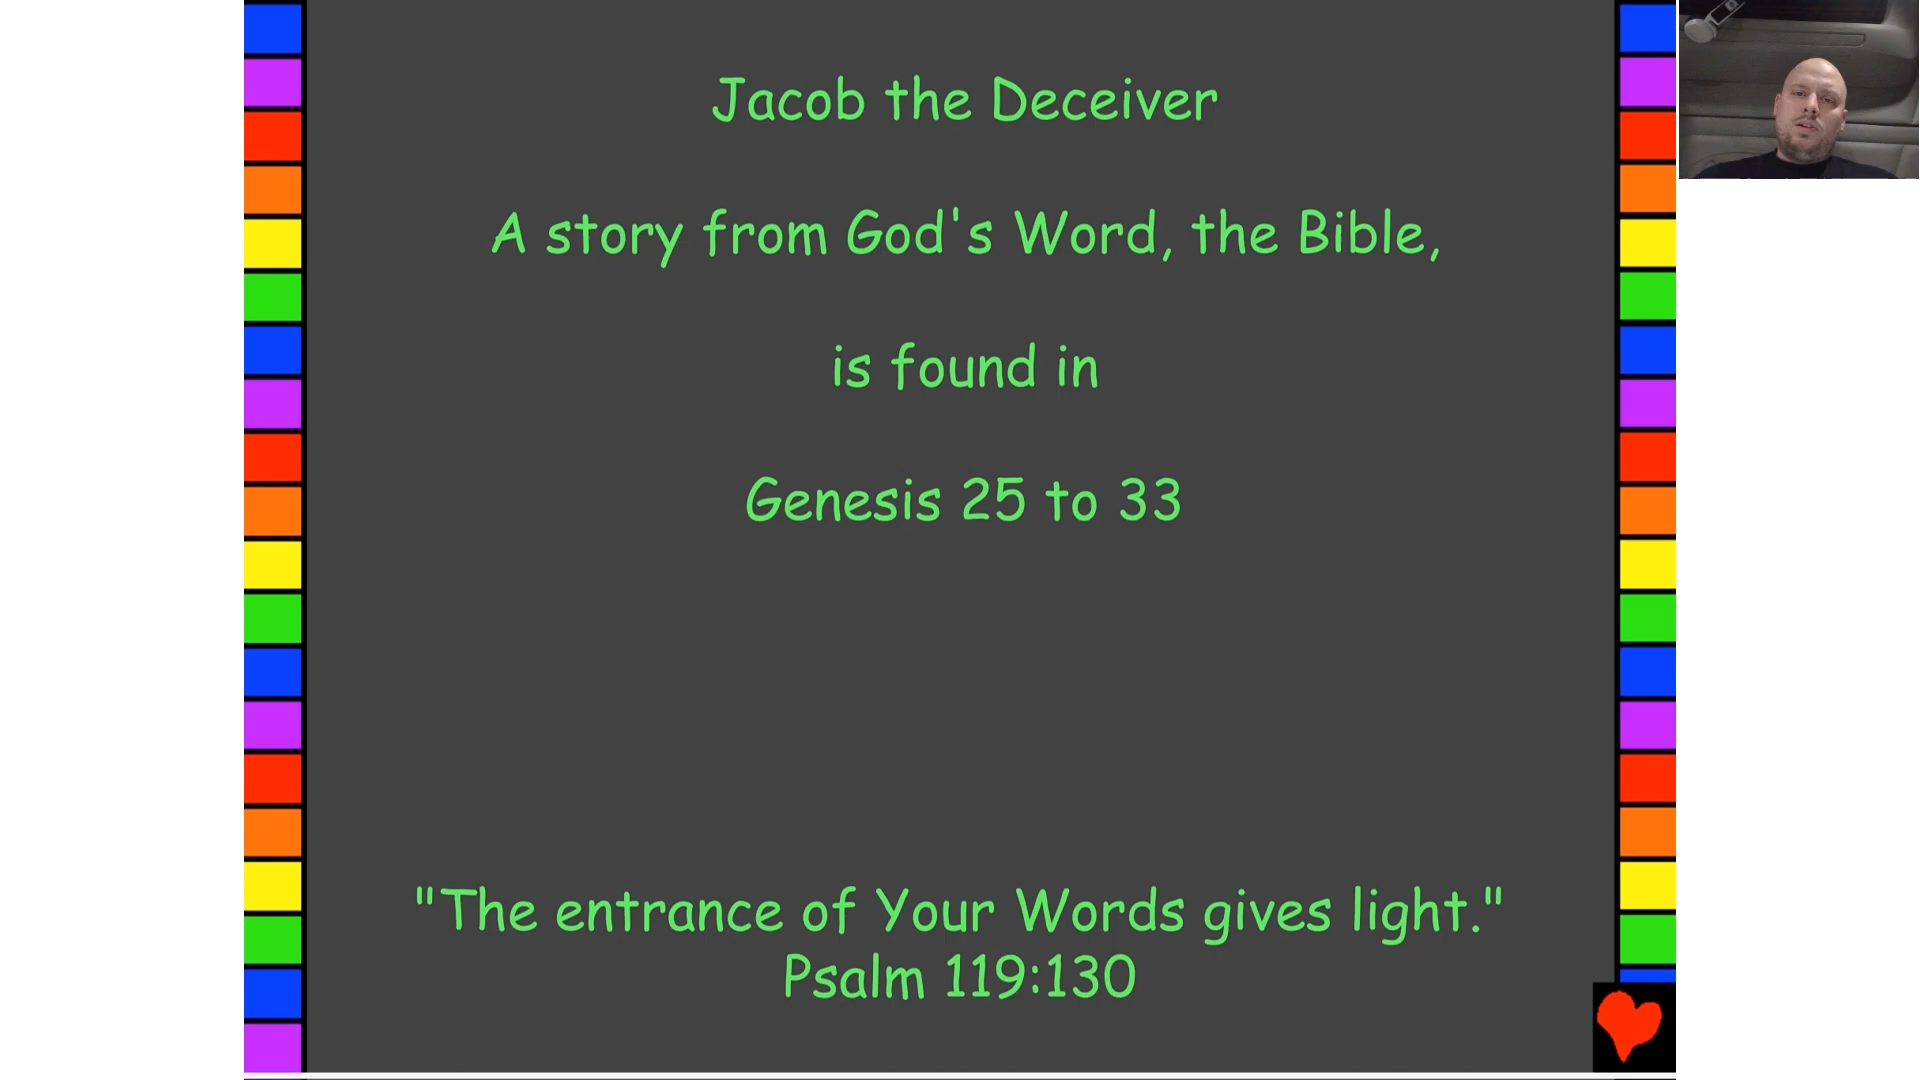 Jacob the Deceiver
A story from God's Word, the Bible,
is found in
Genesis 25 to 33
"The entrance of Your Words gives light."
Psalm 119:130